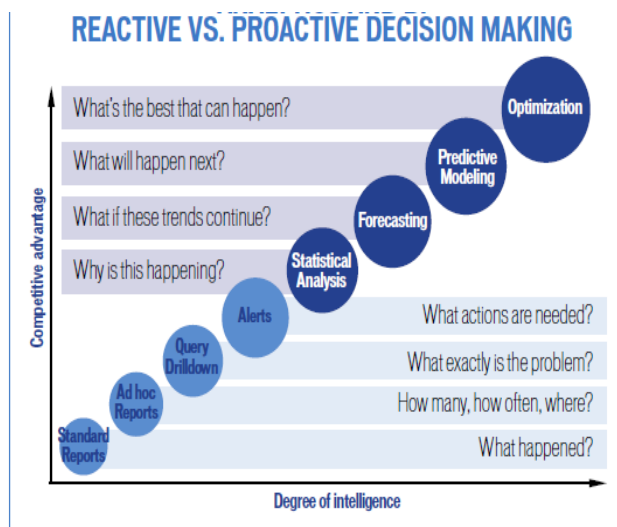 REACTIVE VS. PROACTIVE DECISION MAKING
What's the best that can happen?
Optimization
What will happen next?
Predictive
Modeling
What if these trends continue?
Forecasting
Why is this happening?
Statistical
Analysis
Alerts
What actions are needed?
Query
Drilldown
What exactly is the problem?
Ad hoc
Reports
How many, how often, where?
Standard
Reports
What happened?
Competitive advantage
Degree of intelligence